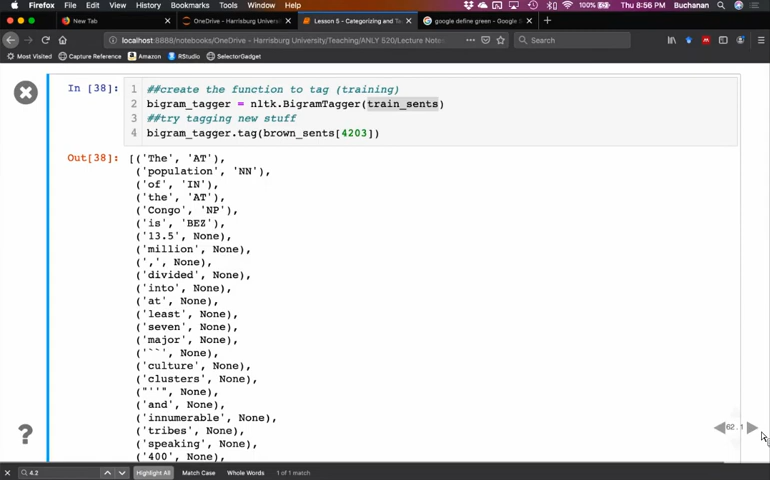 Firefox File Edit View History Bookmarks Tools Window Help 100% Thu 8:56 PM Buchanan
New Tab OneDrive - Harrisburg Universi Lesson 5 - Categorizing and Ta google define green - Google S
localhost:8888/notebooks/OneDrive - Harrisburg University/Teaching/ANLY 520/Lecture Note Search
Most Visited Capture Reference Amazon RStudio SelectorGadget
In [38]: 1 ##create the function to tag (training)
2 bigram_tagger = nltk.BigramTagger(train_sents)
3 ##try tagging new stuff
4 bigram_tagger.tag(brown_sents[4203])
Out[38]: [('The', 'AT'),
('population', 'NN'),
('of', 'IN'),
('the', 'AT'),
('Congo', 'NP'),
('is', 'BEZ'),
('13.5', None),
('million', None),
(',', None),
('divided', None),
('into', None),
('at', None),
('least', None),
('seven', None),
('major', None),
('``', None),
('culture', None),
('clusters', None),
("''", None),
('and', None),
('innumerable', None),
('tribes', None),
('speaking', None),
('400', None),
62.1
?
4.2 Highlight All Match Case Whole Words 1 of 1 match